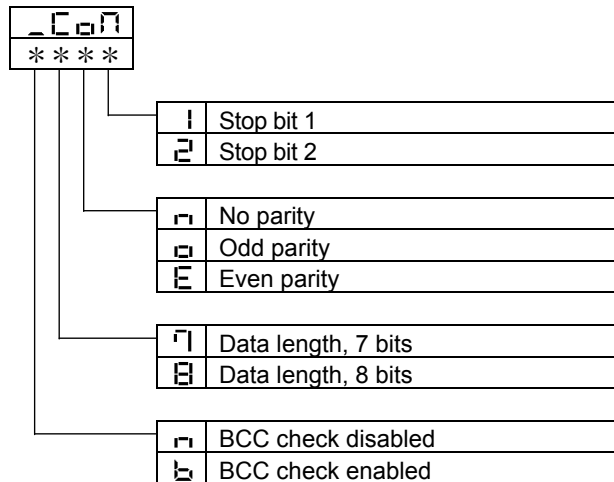 _CoM
****
1 Stop bit 1
2 Stop bit 2
n No parity
o Odd parity
E Even parity
7 Data length, 7 bits
8 Data length, 8 bits
n BCC check disabled
b BCC check enabled